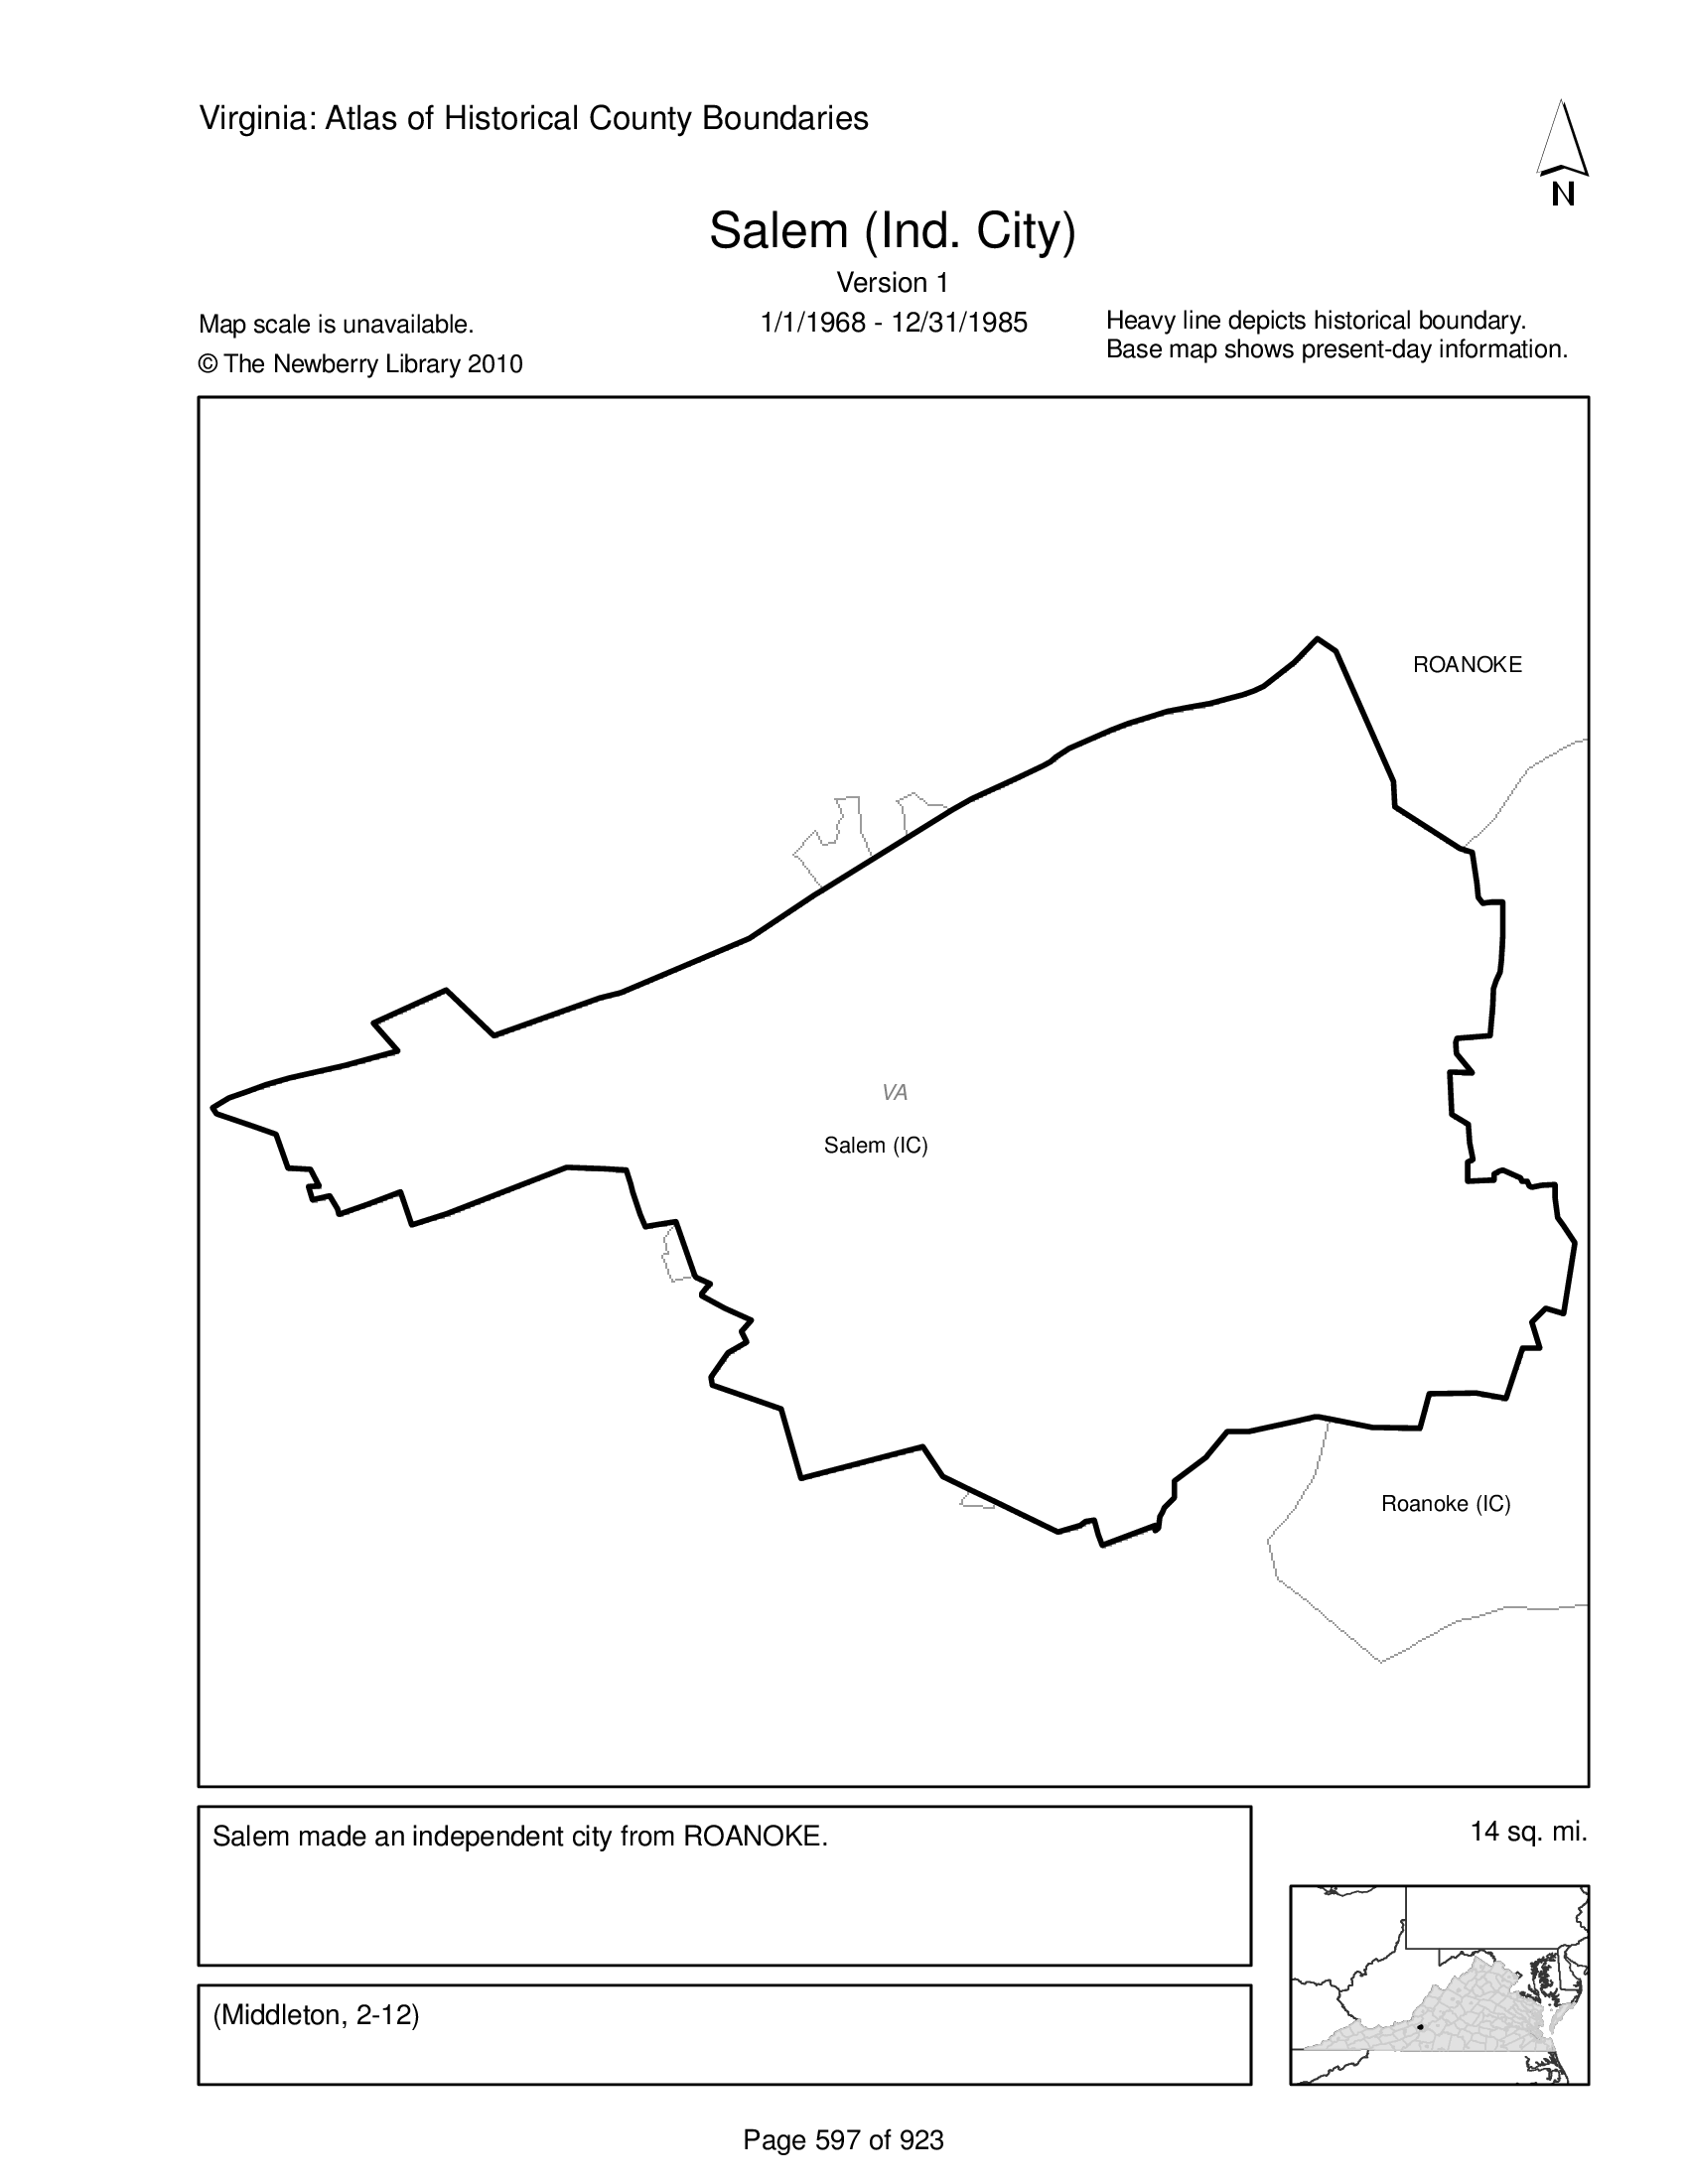 Virginia: Atlas of Historical County Boundaries
N
Salem (Ind. City)
Version 1
1/1/1968 - 12/31/1985
Map scale is unavailable.
© The Newberry Library 2010
Heavy line depicts historical boundary.
Base map shows present-day information.
ROANOKE
VA
Salem (IC)
Roanoke (IC)
Salem made an independent city from ROANOKE.
14 sq. mi.
(Middleton, 2-12)
Page 597 of 923